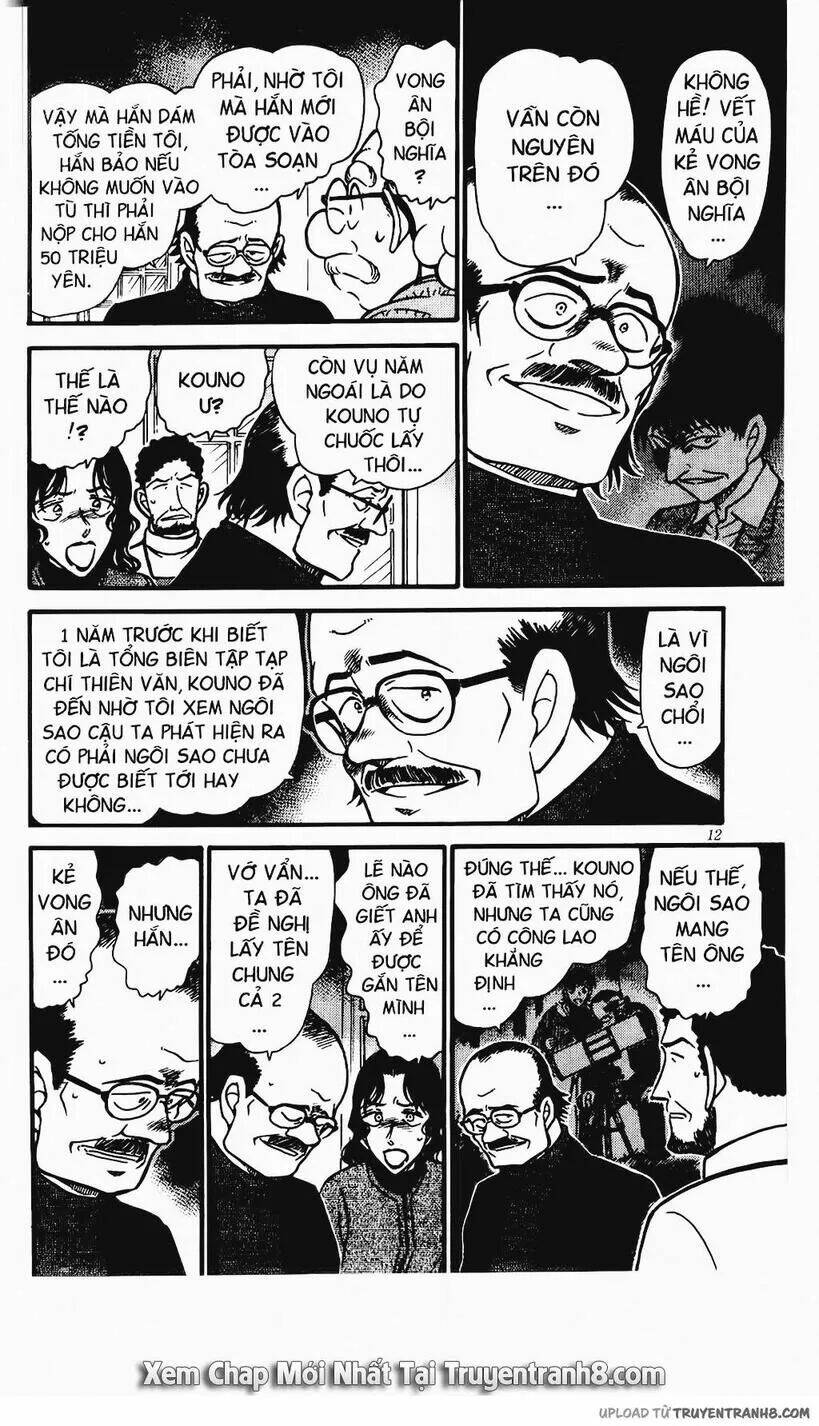 KHÔNG
HỀ! VẾT
MÁU CỦA
KẺ VONG
ÂN BỘI
NGHĨA
...
VẪN CÒN
NGUYÊN
TRÊN ĐÓ
...
VONG
ÂN
BỘI
NGHĨA
?
PHẢI, NHỜ TÔI
MÀ HẮN MỚI
ĐƯỢC VÀO
TÒA SOẠN
...
VẬY MÀ HẮN DÁM
TỐNG TIỀN TÔI,
HẮN BẢO NẾU
KHÔNG MUỐN VÀO
TÙ THÌ PHẢI
NỘP CHO HẮN
50 TRIỆU
YÊN.
CÒN VỤ NĂM
NGOÁI LÀ DO
KOUNO TỰ
CHUỐC LẤY
THÔI...
KOUNO
Ư?
THẾ LÀ
THẾ NÀO
!?
LÀ VÌ
NGÔI
SAO
CHỔI
...
1 NĂM TRƯỚC KHI BIẾT
TÔI LÀ TỔNG BIÊN TẬP TẠP
CHÍ THIÊN VĂN, KOUNO ĐÃ
ĐẾN NHỜ TÔI XEM NGÔI
SAO CẬU TA PHÁT HIỆN RA
CÓ PHẢI NGÔI SAO CHƯA
ĐƯỢC BIẾT TỚI HAY
KHÔNG...
12
NẾU THẾ,
NGÔI SAO
MANG
TÊN ÔNG
...
ĐÚNG THẾ... KOUNO
ĐÃ TÌM THẤY NÓ,
NHƯNG TA CŨNG
CÓ CÔNG LAO
KHẲNG
ĐỊNH
...
LẼ NÀO
ÔNG ĐÃ
GIẾT ANH
ẤY ĐỂ
ĐƯỢC
GẮN TÊN
MÌNH
...
VỚ VẨN...
TA ĐÃ
ĐỀ NGHỊ
LẤY TÊN
CHUNG
CẢ 2
...
NHƯNG
HẮN...
KẺ
VONG
ÂN
ĐÓ
...
Xem Chap Mới Nhất Tại Truyentranh8.com
UPLOAD TỪ TRUYENTRANH8.COM